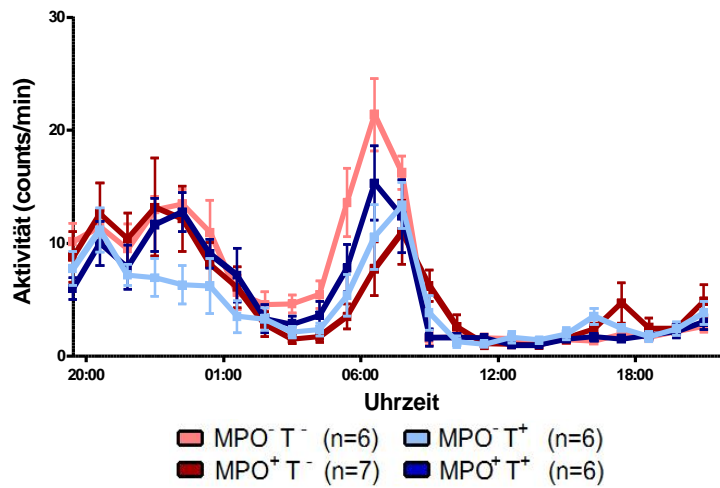 30
20
10
0
Aktivität (counts/min)
20:00 01:00 06:00 12:00 18:00
Uhrzeit
MPO⁻ T⁻ (n=6) MPO⁻ T⁺ (n=6)
MPO⁺ T⁻ (n=7) MPO⁺ T⁺ (n=6)